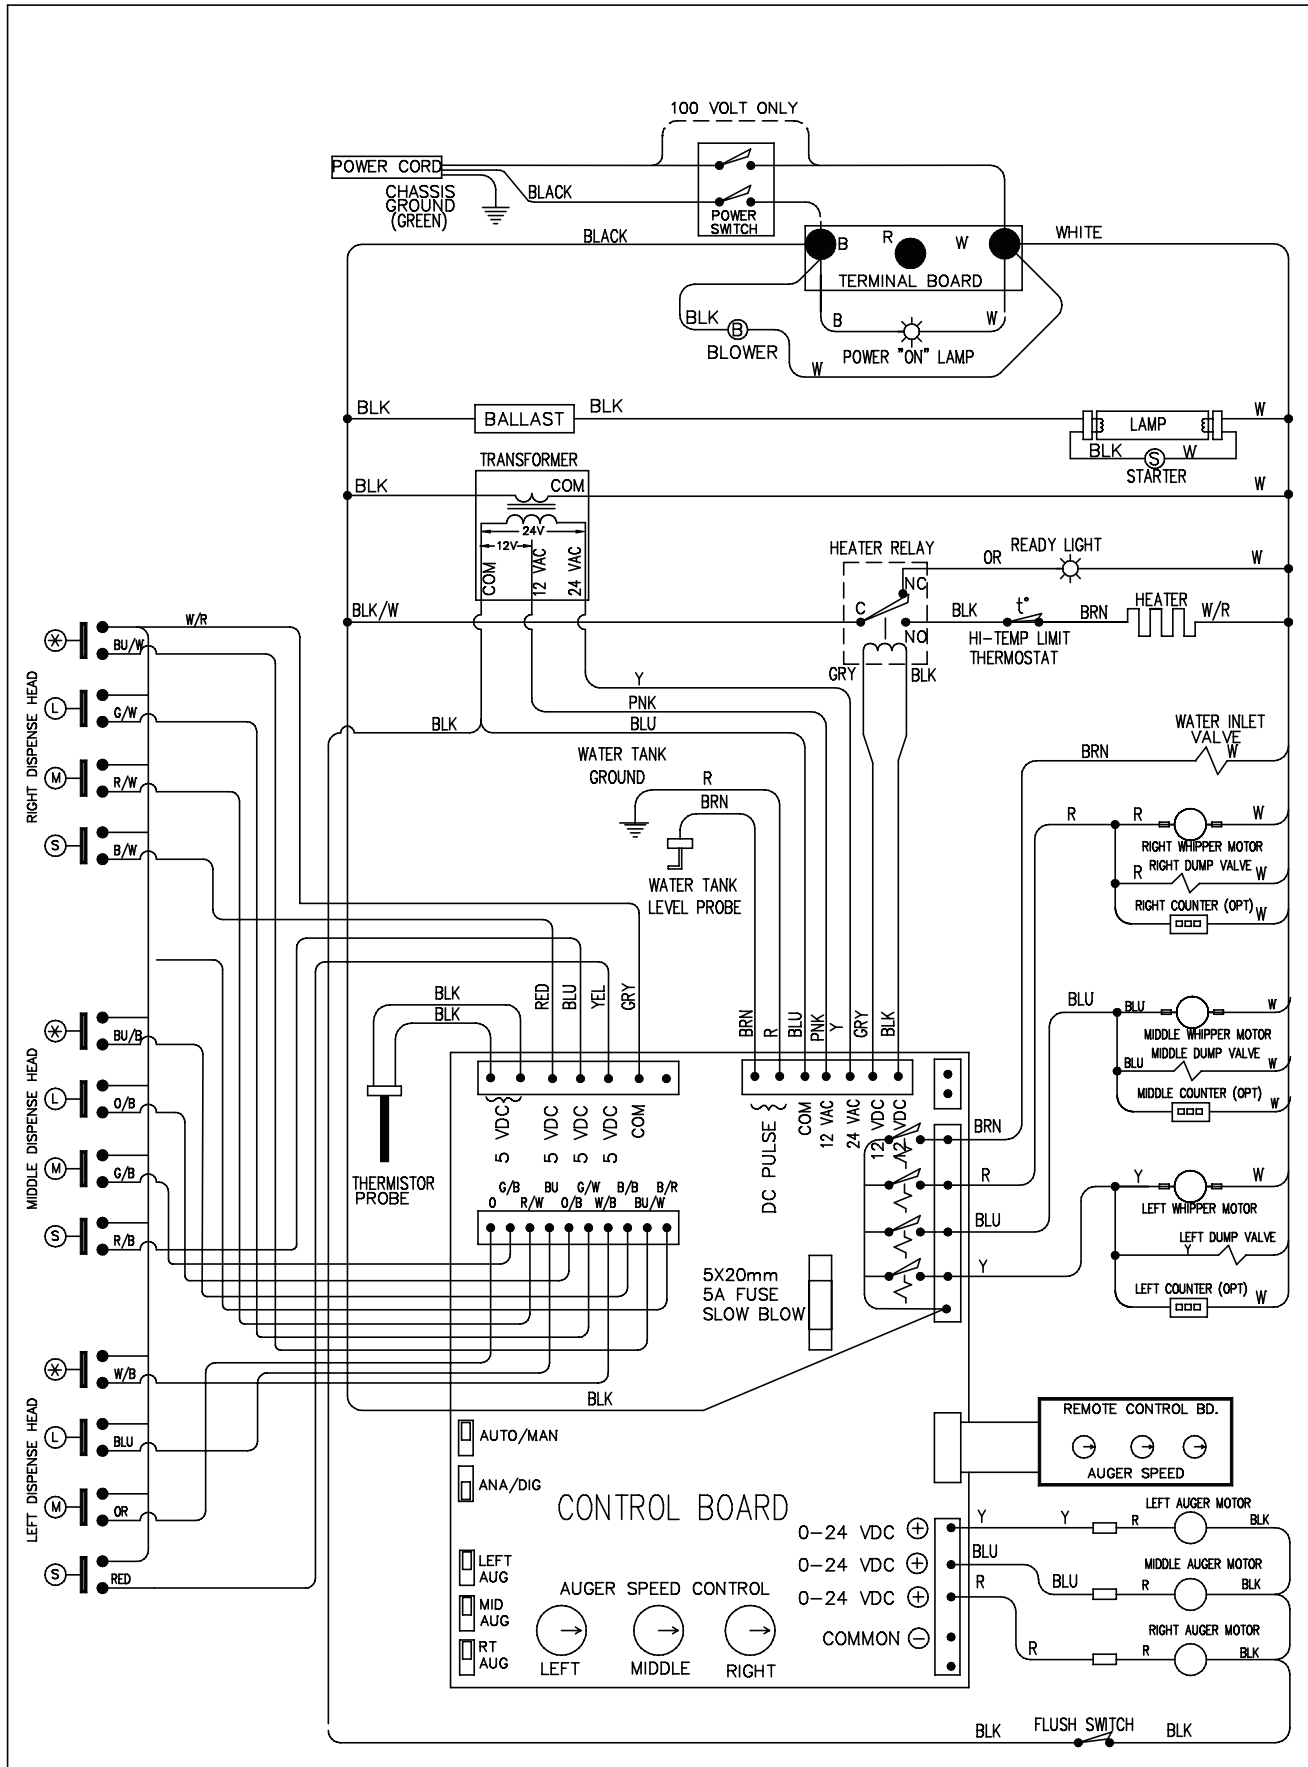 100 VOLT ONLY
POWER CORD
CHASSIS
GROUND
(GREEN)
BLACK
POWER
SWITCH
BLACK
B
R
W
WHITE
TERMINAL BOARD
BLK
B
BLOWER
B
W
POWER "ON" LAMP
W
BLK
BALLAST
BLK
LAMP
W
BLK
S
W
STARTER
TRANSFORMER
BLK
COM
W
24V
12V
COM
12 VAC
24 VAC
HEATER RELAY
OR
READY LIGHT
W
NC
BLK/W
C
NO
BLK
t°
BRN
HEATER
W/R
HI-TEMP LIMIT
THERMOSTAT
GRY
BLK
RIGHT DISPENSE HEAD
W/R
BU/W
L
G/W
M
R/W
S
B/W
Y
PNK
BLK
BLU
WATER TANK
GROUND
R
BRN
WATER TANK
LEVEL PROBE
WATER INLET
VALVE
BRN
W
R
R
W
RIGHT WHIPPER MOTOR
RIGHT DUMP VALVE
R
W
RIGHT COUNTER (OPT)
W
MIDDLE DISPENSE HEAD
BU/B
L
O/B
M
G/B
S
R/B
BLK
BLK
RED
BLU
YEL
GRY
BRN
R
BLU
PNK
Y
GRY
BLK
BLU
BLU
W
MIDDLE WHIPPER MOTOR
MIDDLE DUMP VALVE
BLU
W
MIDDLE COUNTER (OPT)
W
THERMISTOR
PROBE
5 VDC
5 VDC
5 VDC
5 VDC
COM
DC PULSE
COM
12 VAC
24 VAC
12 VDC
12 VDC
BRN
R
BLU
Y
G/B
BU
G/W
B/B
B/R
O
R/W
O/B
W/B
BU/W
5X20mm
5A FUSE
SLOW BLOW
Y
W
LEFT WHIPPER MOTOR
LEFT DUMP VALVE
Y
W
LEFT COUNTER (OPT)
W
LEFT DISPENSE HEAD
W/B
L
BLU
M
OR
S
RED
BLK
AUTO/MAN
ANA/DIG
CONTROL BOARD
LEFT
AUG
MID
AUG
RT
AUG
AUGER SPEED CONTROL
LEFT
MIDDLE
RIGHT
REMOTE CONTROL BD.
AUGER SPEED
0-24 VDC +
0-24 VDC +
0-24 VDC +
COMMON -
Y
Y
R
LEFT AUGER MOTOR
BLK
BLU
BLU
R
MIDDLE AUGER MOTOR
BLK
R
R
R
RIGHT AUGER MOTOR
BLK
BLK
FLUSH SWITCH
BLK